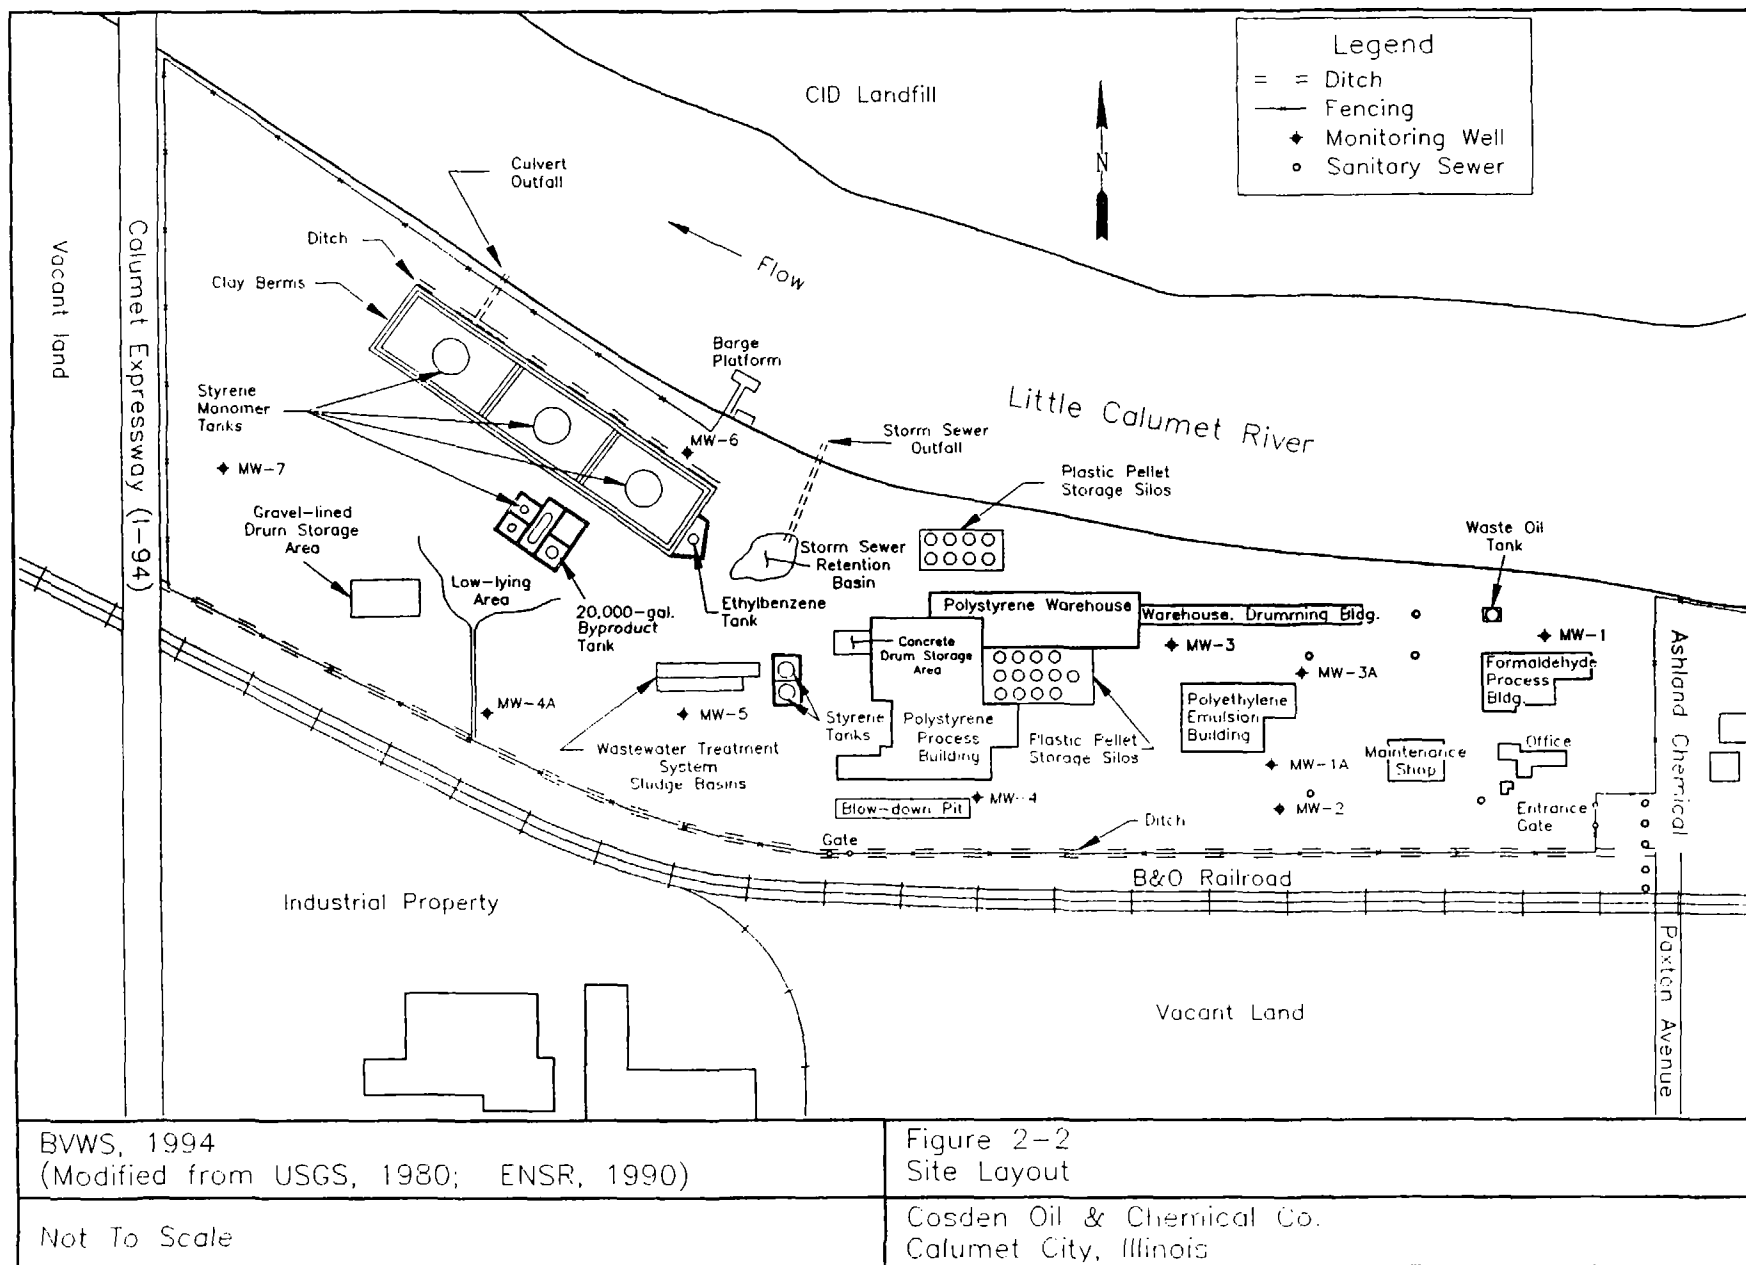 Legend
= = Ditch
Fencing
Monitoring Well
Sanitary Sewer
CID Landfill
N
Culvert
Outfall
Ditch
Clay Berms
Flow
Vacant land
Calumet Expressway (I-94)
Barge
Platform
Little Calumet River
Styrene
Monomer
Tanks
MW-6
MW-7
Storm Sewer
Outfall
Plastic Pellet
Storage Silos
Gravel-lined
Drum Storage
Area
Waste Oil
Tank
Storm Sewer
Retention
Basin
Low-lying
Area
20,000-gal.
Byproduct
Tank
Ethylbenzene
Tank
Polystyrene Warehouse
Warehouse. Drumming Bldg.
Concrete
Drum Storage
Area
MW-3
MW-1
MW-3A
Formaldehyde
Process
Bldg.
Ashland Chemical
MW-4A
MW-5
Styrene
Tanks
Polystyrene
Process
Building
Plastic Pellet
Storage Silos
Polyethylene
Emulsion
Building
Wastewater Treatment
System
Sludge Basins
MW-1A
Maintenance
Shop
Office
Blow-down Pit
MW-4
MW-2
Entrance
Gate
Gate
Ditch
B&O Railroad
Industrial Property
Vacant Land
Paxton Avenue
BVWS, 1994
(Modified from USGS, 1980; ENSR, 1990)
Figure 2-2
Site Layout
Not To Scale
Cosden Oil & Chemical Co.
Calumet City, Illinois